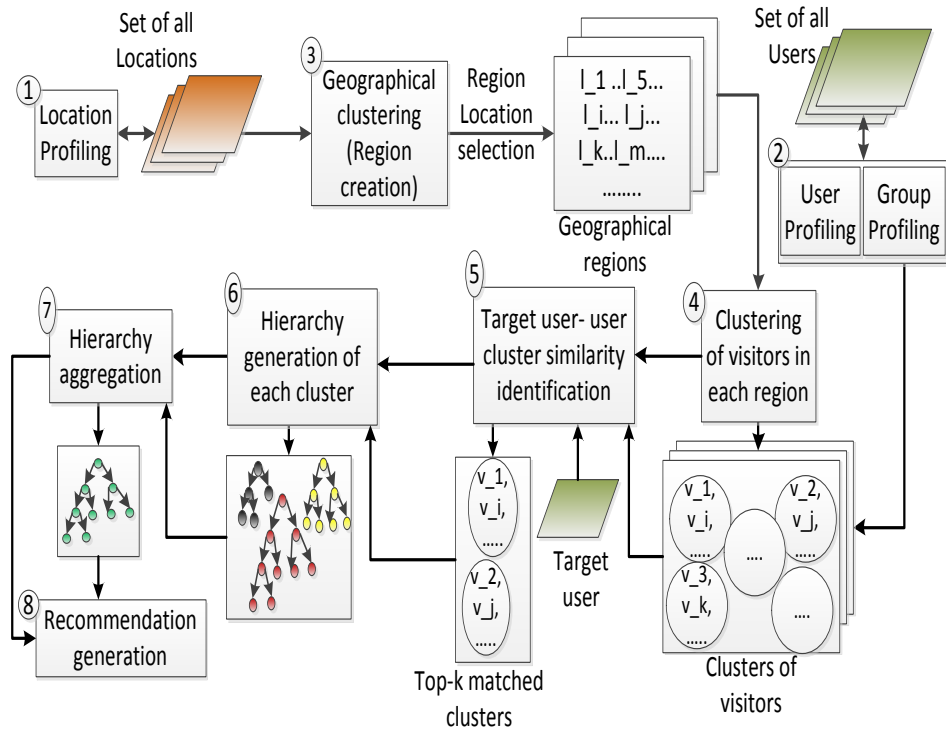 Set of all
Locations
1
Location
Profiling
3
Geographical
clustering
(Region
creation)
Region
Location
selection
l_1 ..l_5...
l_i... l_j...
l_k..l_m....
........
Geographical
regions
Set of all
Users
2
User
Profiling
Group
Profiling
4
Clustering
of visitors in
each region
5
Target user- user
cluster similarity
identification
6
Hierarchy
generation of
each cluster
7
Hierarchy
aggregation
8
Recommendation
generation
v_1,
v_i,
.....
v_2,
v_j,
.....
Top-k matched
clusters
Target
user
v_1,
v_i,
.....
v_2,
v_j,
.....
....
v_3,
v_k,
.....
....
Clusters of
visitors